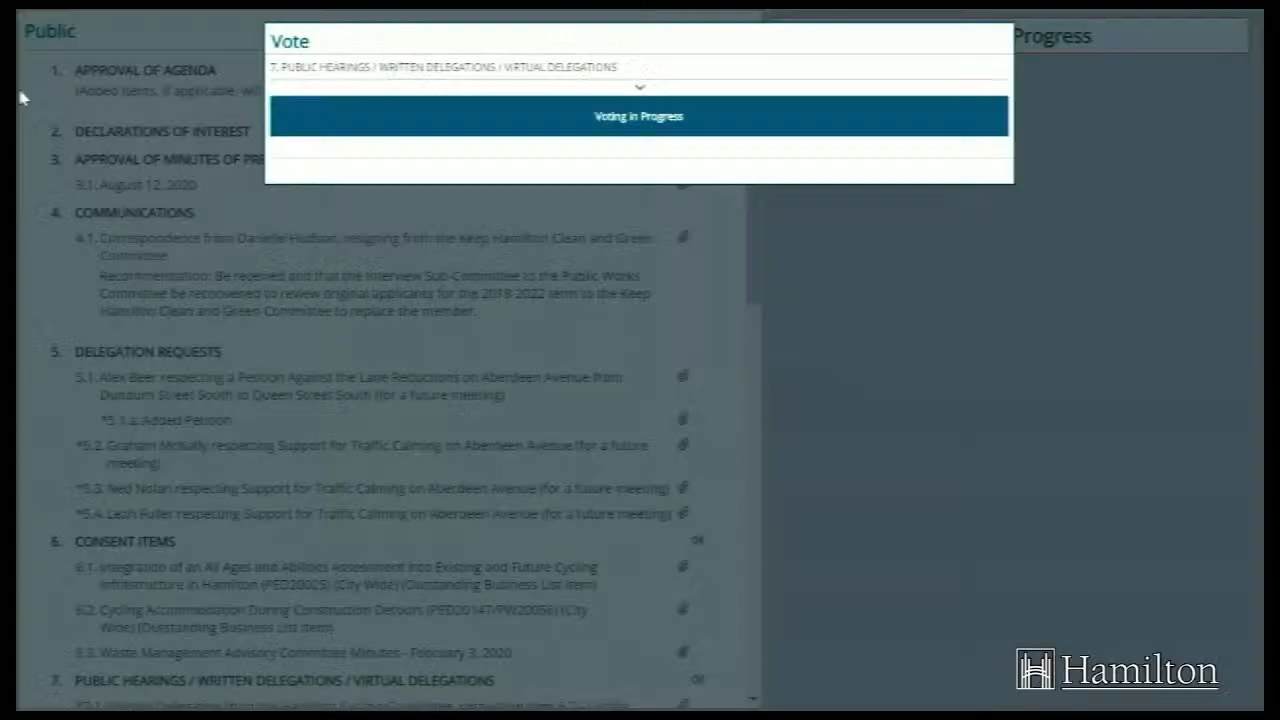 Public
Progress
Vote
7. PUBLIC HEARINGS / WRITTEN DELEGATIONS / VIRTUAL DELEGATIONS
Voting in Progress
1. APPROVAL OF AGENDA
(Added Items, if applicable, will
2. DECLARATIONS OF INTEREST
3. APPROVAL OF MINUTES OF PRE
3.1. August 12, 2020
4. COMMUNICATIONS
4.1. Correspondence from Danielle Hudson, resigning from the Keep Hamilton Clean and Green
Committee
Recommendation: Be received and that the Interview Sub-Committee to the Public Works
Committee be reconvened to review original applicants for the 2018-2022 term to the Keep
Hamilton Clean and Green Committee to replace the member.
5. DELEGATION REQUESTS
5.1. Alex Beer respecting a Petition Against the Lane Reductions on Aberdeen Avenue from
Dundurn Street South to Queen Street South (for a future meeting)
*5.1.a. Added Petition
*5.2. Graham McNally respecting Support for Traffic Calming on Aberdeen Avenue (for a future
meeting)
*5.3. Ned Nolan respecting Support for Traffic Calming on Aberdeen Avenue (for a future meeting)
*5.4. Leah Fuller respecting Support for Traffic Calming on Aberdeen Avenue (for a future meeting)
6. CONSENT ITEMS
6.1. Integration of an All Ages and Abilities Assessment into Existing and Future Cycling
Infrastructure in Hamilton (PED20025) (City Wide) (Outstanding Business List Item)
6.2. Cycling Accommodation During Construction Detours (PED20147/PW20056) (City
Wide) (Outstanding Business List Item)
6.3. Waste Management Advisory Committee Minutes - February 3, 2020
7. PUBLIC HEARINGS / WRITTEN DELEGATIONS / VIRTUAL DELEGATIONS
Hamilton